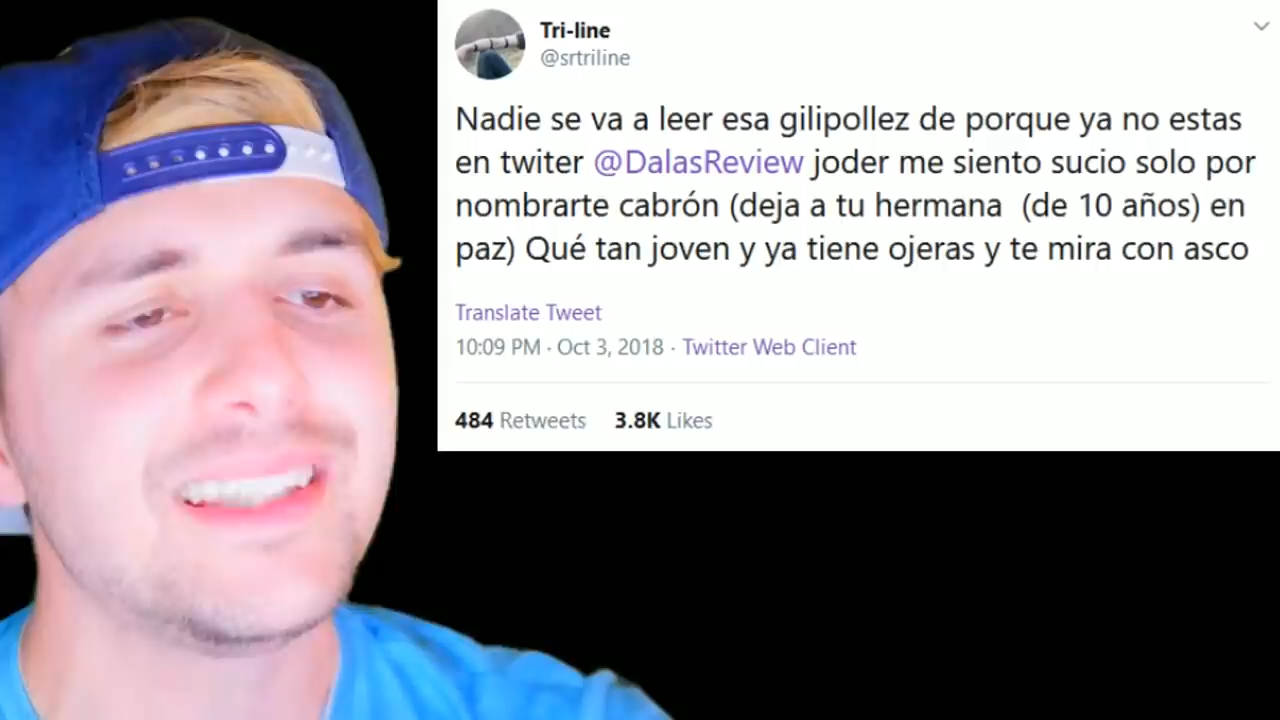 Tri-line
@srtriline
Nadie se va a leer esa gilipollez de porque ya no estas
en twiter @DalasReview joder me siento sucio solo por
nombrarte cabrón (deja a tu hermana (de 10 años) en
paz) Qué tan joven y ya tiene ojeras y te mira con asco
Translate Tweet
10:09 PM · Oct 3, 2018 · Twitter Web Client
484 Retweets 3.8K Likes